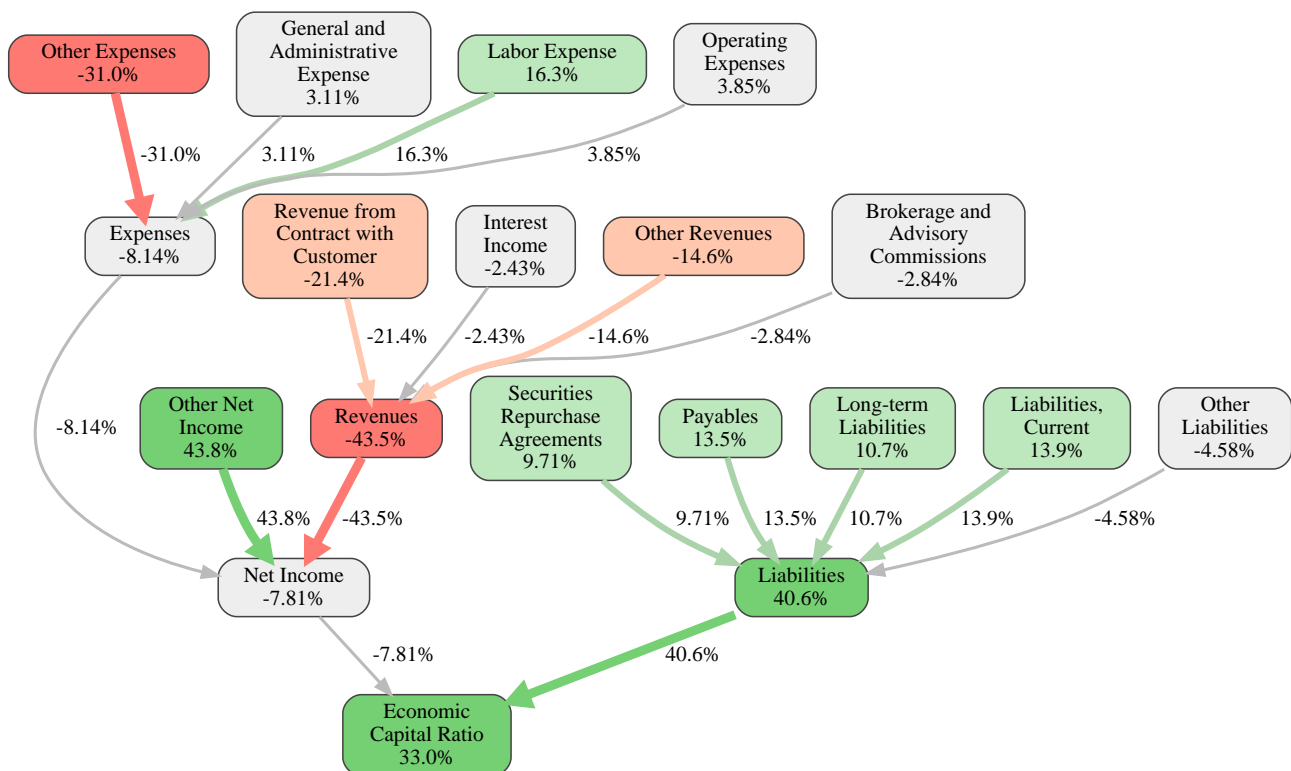 Other Expenses
-31.0%
General and
Administrative
Expense
3.11%
Labor Expense
16.3%
Operating
Expenses
3.85%
-31.0%
3.11%
16.3%
3.85%
Expenses
-8.14%
Revenue from
Contract with
Customer
-21.4%
Interest
Income
-2.43%
Other Revenues
-14.6%
Brokerage and
Advisory
Commissions
-2.84%
-21.4%
-2.43%
-14.6%
-2.84%
Other Net
Income
43.8%
Revenues
-43.5%
Securities
Repurchase
Agreements
9.71%
Payables
13.5%
Long-term
Liabilities
10.7%
Liabilities,
Current
13.9%
Other
Liabilities
-4.58%
-8.14%
43.8%
-43.5%
9.71%
13.5%
10.7%
13.9%
-4.58%
Net Income
-7.81%
Liabilities
40.6%
-7.81%
40.6%
Economic
Capital Ratio
33.0%